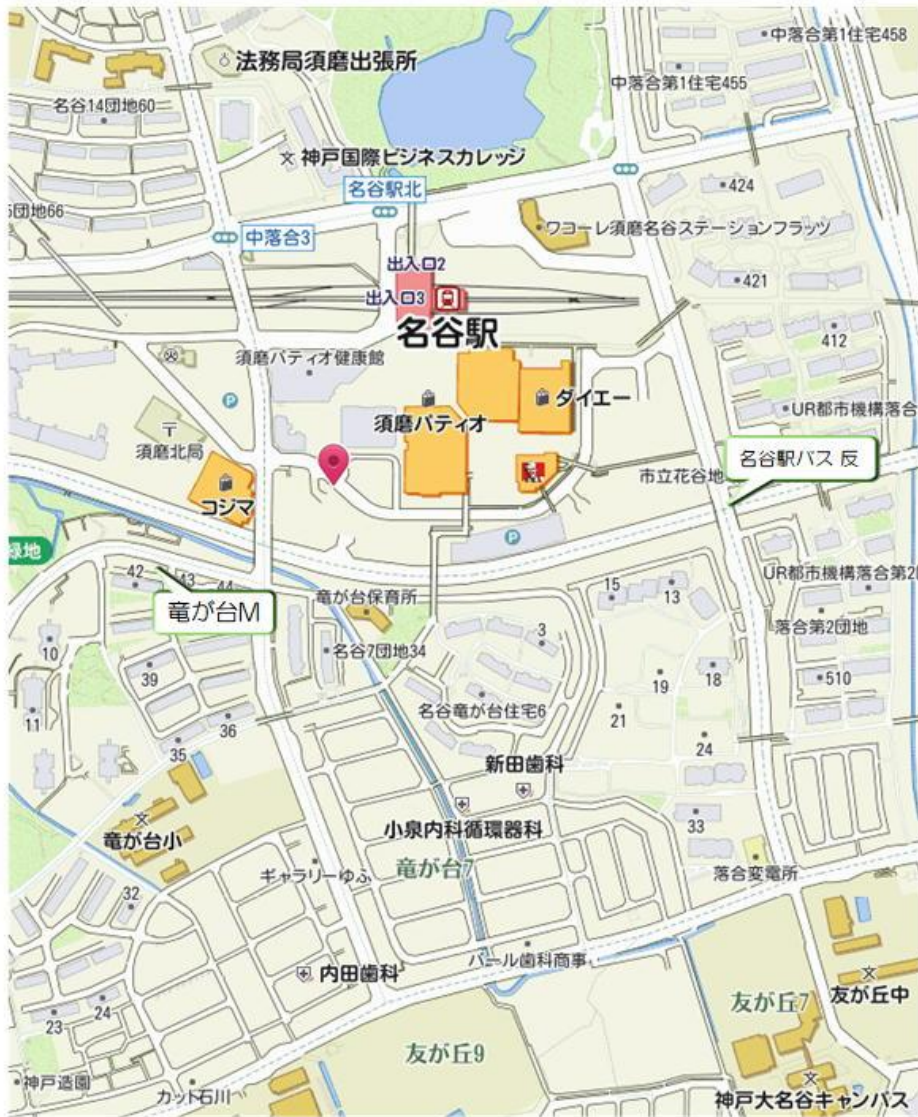 中落合第1住宅458
法務局須磨出張所
中落合第1住宅455
名谷14団地60
神戸国際ビジネスカレッジ
名谷駅北
424
5団地66
中落合3
ワコーレ須磨名谷ステーションフラッツ
出入口2
421
出入口3
名谷駅
412
須磨パティオ健康館
ダイエー
UR都市機構落合
P
須磨パティオ
須磨北局
市立花谷地
名谷駅バス 反
コジマ
P
緑地
42
43
44
15
13
UR都市機構落合第2団
竜が台M
竜が台保育所
落合第2団地
10
3
名谷7団地34
39
19
18
510
11
36
名谷竜が台住宅6
21
35
24
新田歯科
竜が台小
小泉内科循環器科
33
ギャラリーゆふ
竜が台7
落合変電所
32
パール歯科商事
内田歯科
友が丘7
友が丘中
23
24
友が丘9
神戸造園
カット石川
神戸大名谷キャンパス